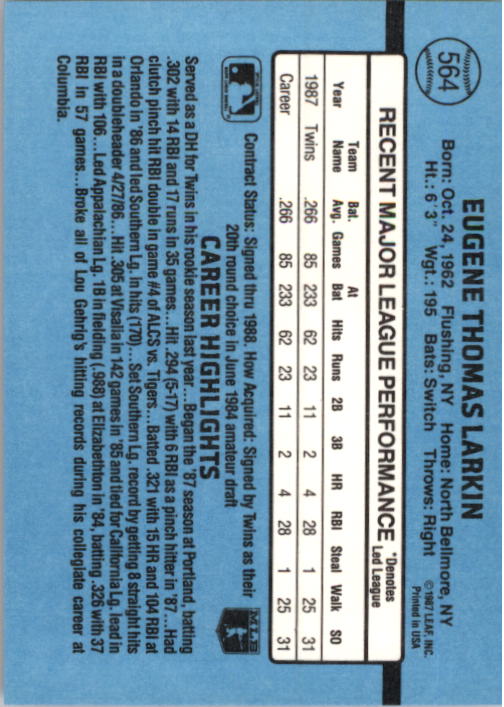 564
EUGENE THOMAS LARKIN
Born: Oct. 24, 1962 Flushing, NY Home: North Bellmore, NY
Ht.: 6'3" Wgt.: 195 Bats: Switch Throws: Right
©1987 LEAF, INC.
Printed in USA
RECENT MAJOR LEAGUE PERFORMANCE *Denotes Led League
Year Team Name Bat. Avg. Games At Bat Hits Runs 2B 3B HR RBI Steal Walk SO
1987 Twins .266 85 233 62 23 11 2 4 28 1 25 31
Career .266 85 233 62 23 11 2 4 28 1 25 31
Contract Status: Signed thru 1988. How Acquired: Signed by Twins as their
20th round choice in June 1984 amateur draft
MLB
CAREER HIGHLIGHTS
Served as a DH for Twins in his rookie season last year...Began the '87 season at Portland, batting
.302 with 14 RBI and 17 runs in 35 games...Hit .294 (5-17) with 6 RBI as a pinch hitter in '87...Had
clutch pinch hit RBI double in game #4 of ALCS vs. Tigers...Batted .321 with 15 HR and 104 RBI at
Orlando in '86 and led Southern Lg. in hits (170)...Set Southern Lg. record by getting 8 straight hits
in a doubleheader 4/27/86...Hit .305 at Visalia in 142 games in '85 and tied for California Lg. lead in
RBI with 106...Led Appalachian Lg. 1B in fielding (.988) at Elizabethton in '84, batting .326 with 37
RBI in 57 games...Broke all of Lou Gehrig's hitting records during his collegiate career at
Columbia.